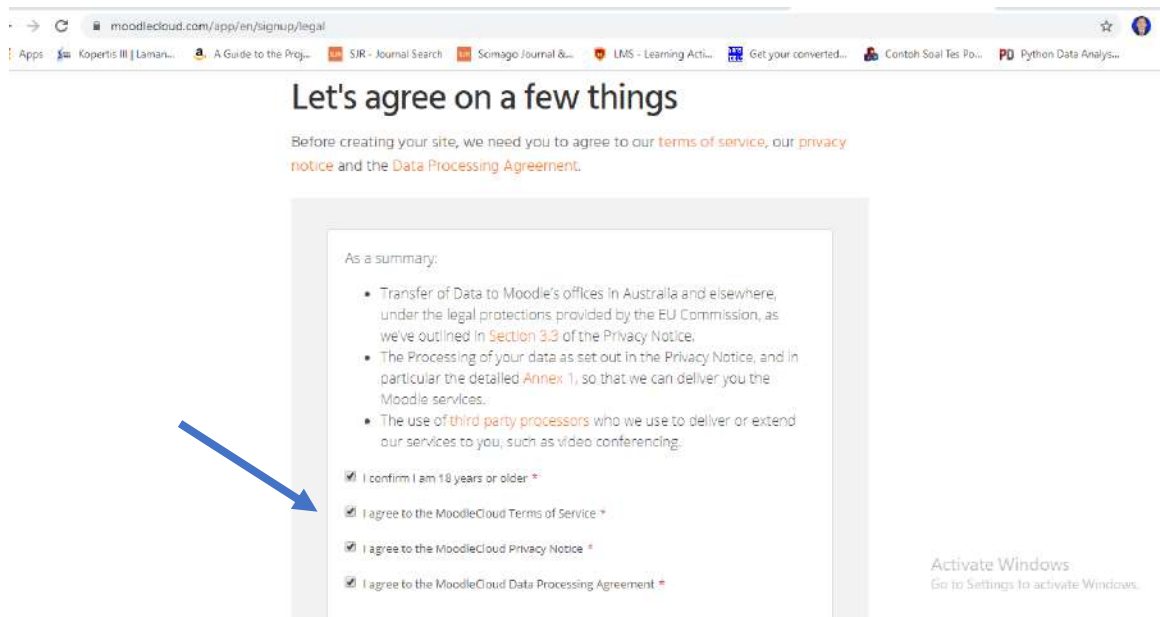 moodlecloud.com/app/en/signup/legal
Apps Kopertis III | Laman... A Guide to the Proj... SJR - Journal Search Scimago Journal &... LMS - Learning Acti... Get your converted... Contoh Soal Tes Po... PD Python Data Analys...
Let's agree on a few things
Before creating your site, we need you to agree to our terms of service, our privacy
notice and the Data Processing Agreement.
As a summary:
• Transfer of Data to Moodle's offices in Australia and elsewhere,
under the legal protections provided by the EU Commission, as
we've outlined in Section 3.3 of the Privacy Notice.
• The Processing of your data as set out in the Privacy Notice, and in
particular the detailed Annex 1, so that we can deliver you the
Moodle services.
• The use of third party processors who we use to deliver or extend
our services to you, such as video conferencing.
I confirm I am 18 years or older *
I agree to the MoodleCloud Terms of Service *
I agree to the MoodleCloud Privacy Notice *
I agree to the MoodleCloud Data Processing Agreement *
Activate Windows
Go to Settings to activate Windows.